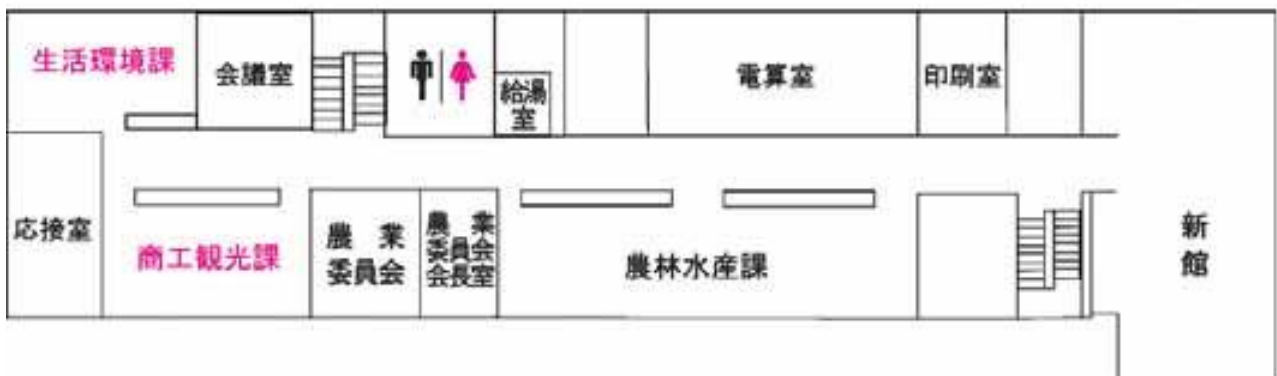 生活環境課
会議室
給湯
室
電算室
印刷室
応接室
商工観光課
農 業
委員会
農 業
委員会
会長室
農林水産課
新
館